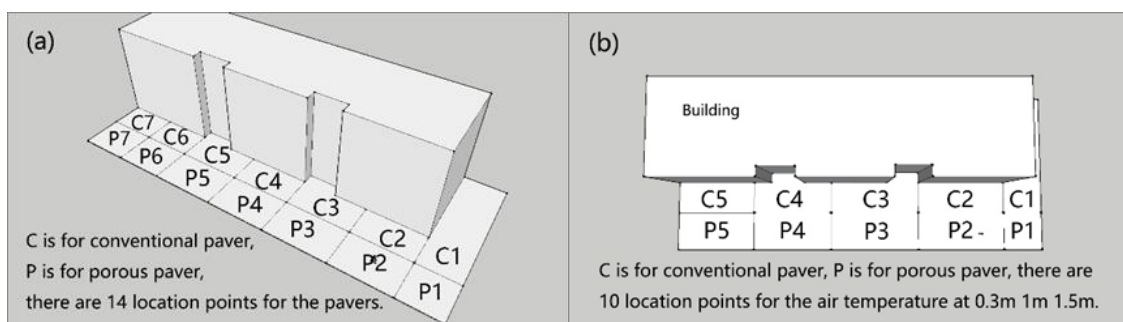 (a)
C7
C6
C5
C4
C3
C2
C1
P7
P6
P5
P4
P3
P2
P1
C is for conventional paver,
P is for porous paver,
there are 14 location points for the pavers.
(b)
Building
C5 C4 C3 C2 C1
P5 P4 P3 P2 - P1
C is for conventional paver, P is for porous paver, there are
10 location points for the air temperature at 0.3m 1m 1.5m.